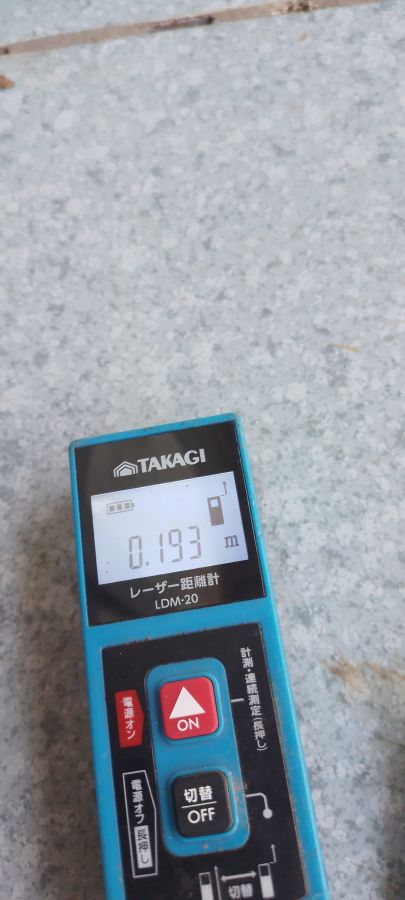 TAKAGI
0.193 m
レーザー距離計
LDM-20
計測・連続測定(長押し)
電源オン
ON
電源オフ 長押し
切替
OFF
切替